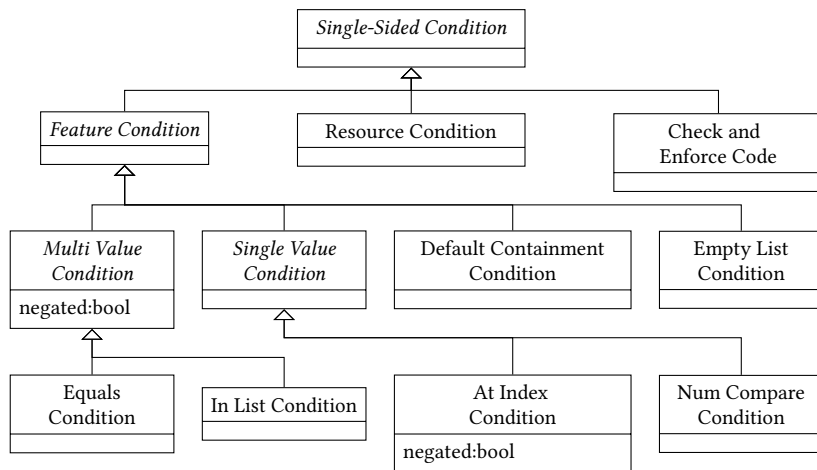 Single-Sided Condition
Feature Condition
Resource Condition
Check and
Enforce Code
Multi Value
Condition
negated:bool
Single Value
Condition
Default Containment
Condition
Empty List
Condition
Equals
Condition
In List Condition
At Index
Condition
negated:bool
Num Compare
Condition